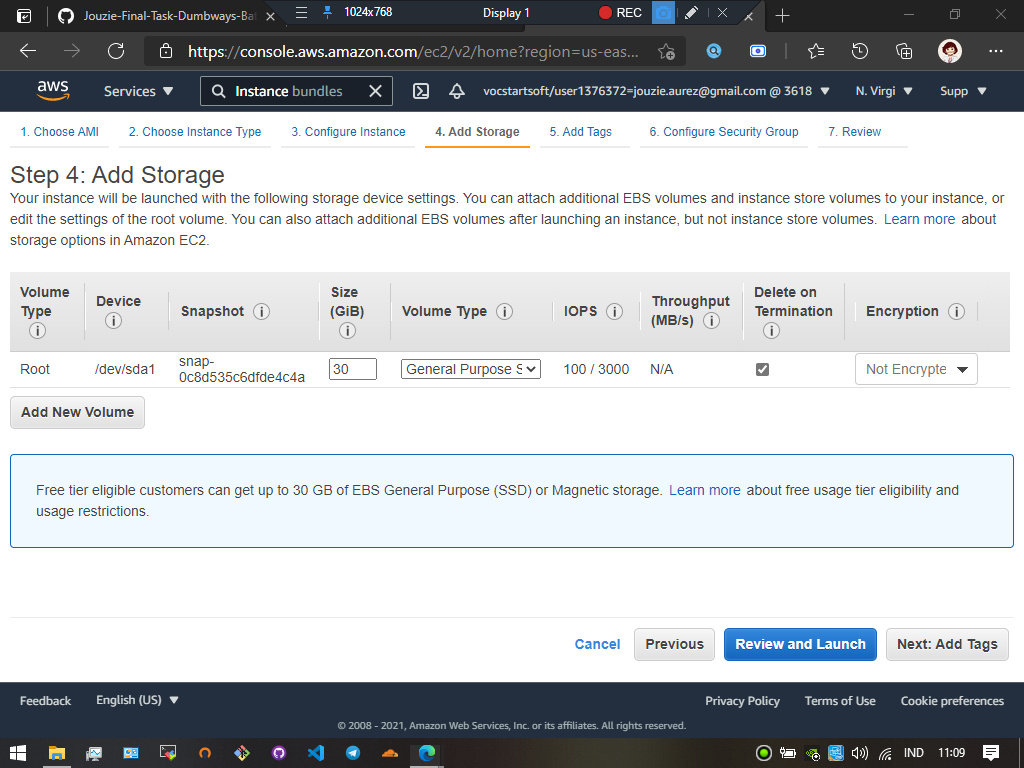 Jouzie-Final-Task-Dumbways-Ba
1024x768
Display 1
REC
https://console.aws.amazon.com/ec2/v2/home?region=us-eas...
aws
Services
Instance bundles
vocstartsoft/user1376372=jouzie.aurez@gmail.com @ 3618
N. Virgi
Supp
1. Choose AMI
2. Choose Instance Type
3. Configure Instance
4. Add Storage
5. Add Tags
6. Configure Security Group
7. Review
Step 4: Add Storage
Your instance will be launched with the following storage device settings. You can attach additional EBS volumes and instance store volumes to your instance, or
edit the settings of the root volume. You can also attach additional EBS volumes after launching an instance, but not instance store volumes. Learn more about
storage options in Amazon EC2.
Volume
Type
Device
Snapshot
Size
(GiB)
Volume Type
IOPS
Throughput
(MB/s)
Delete on
Termination
Encryption
Root
/dev/sda1
snap-
0c8d535c6dfde4c4a
30
General Purpose S
100 / 3000
N/A
Not Encrypte
Add New Volume
Free tier eligible customers can get up to 30 GB of EBS General Purpose (SSD) or Magnetic storage. Learn more about free usage tier eligibility and
usage restrictions.
Cancel
Previous
Review and Launch
Next: Add Tags
Feedback
English (US)
Privacy Policy
Terms of Use
Cookie preferences
© 2008 - 2021, Amazon Web Services, Inc. or its affiliates. All rights reserved.
IND
11:09